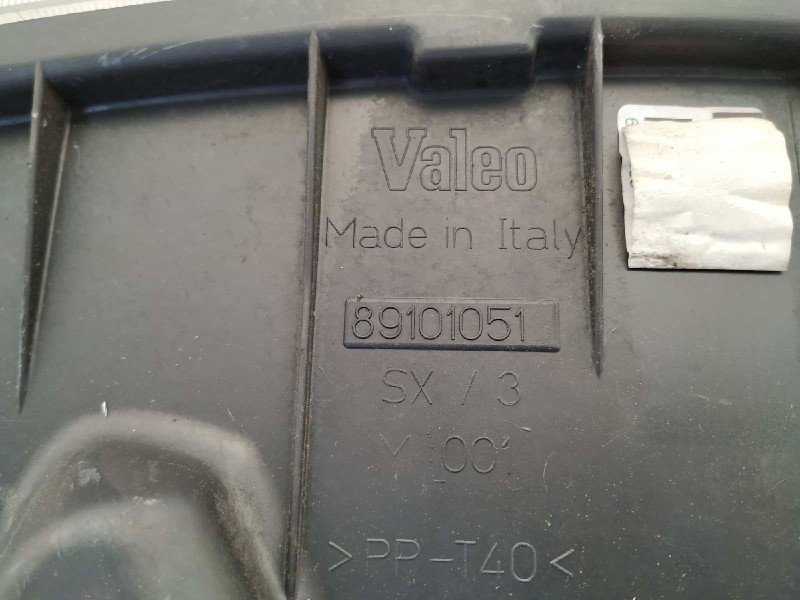 Valeo
Made in Italy
89101051
SX / 3
>PP-T40<